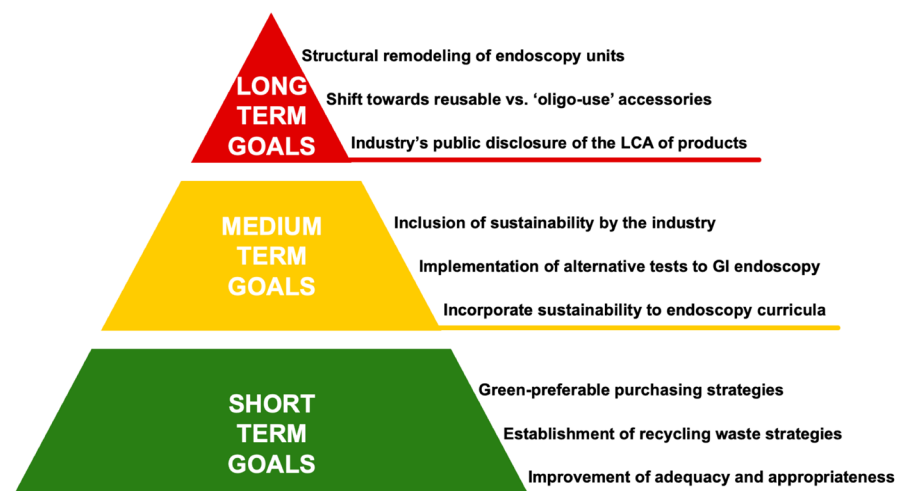 LONG
TERM
GOALS
Structural remodeling of endoscopy units
Shift towards reusable vs. ‘oligo-use’ accessories
Industry’s public disclosure of the LCA of products
MEDIUM
TERM
GOALS
Inclusion of sustainability by the industry
Implementation of alternative tests to GI endoscopy
Incorporate sustainability to endoscopy curricula
SHORT
TERM
GOALS
Green-preferable purchasing strategies
Establishment of recycling waste strategies
Improvement of adequacy and appropriateness